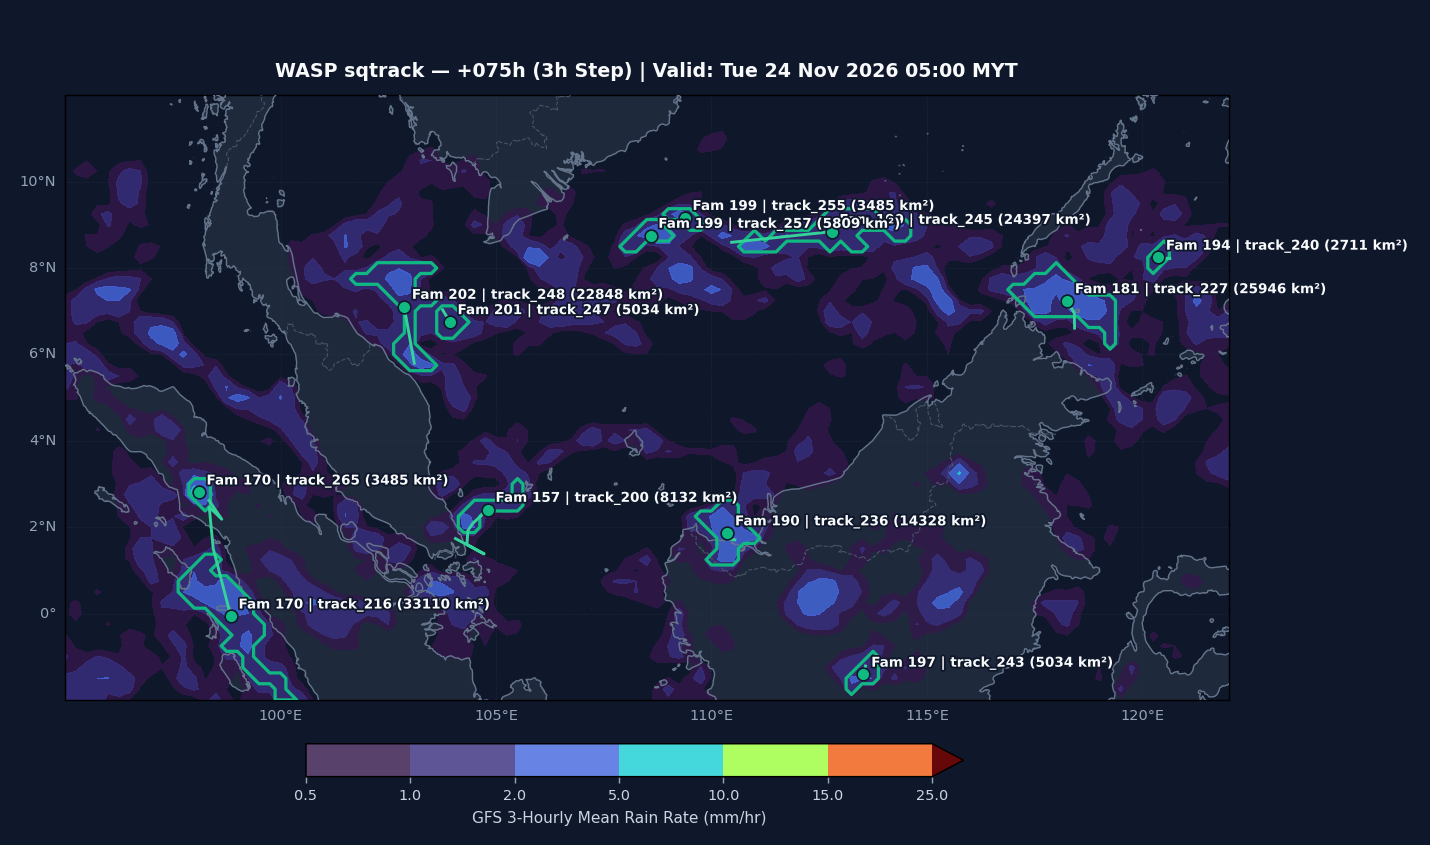 WASP sqtrack — +075h (3h Step) | Valid: Tue 24 Nov 2026 05:00 MYT
10°N
8°N
6°N
4°N
2°N
0°
Fam 199 | track_255 (3485 km²)
| track_245 (24397 km²)
Fam 199 | track_257 (5809 km²)
Fam 194 | track_240 (2711 km²)
Fam 181 | track_227 (25946 km²)
Fam 202 | track_248 (22848 km²)
Fam 201 | track_247 (5034 km²)
Fam 170 | track_265 (3485 km²)
Fam 157 | track_200 (8132 km²)
Fam 190 | track_236 (14328 km²)
Fam 170 | track_216 (33110 km²)
Fam 197 | track_243 (5034 km²)
100°E 105°E 110°E 115°E 120°E
0.5 1.0 2.0 5.0 10.0 15.0 25.0
GFS 3-Hourly Mean Rain Rate (mm/hr)